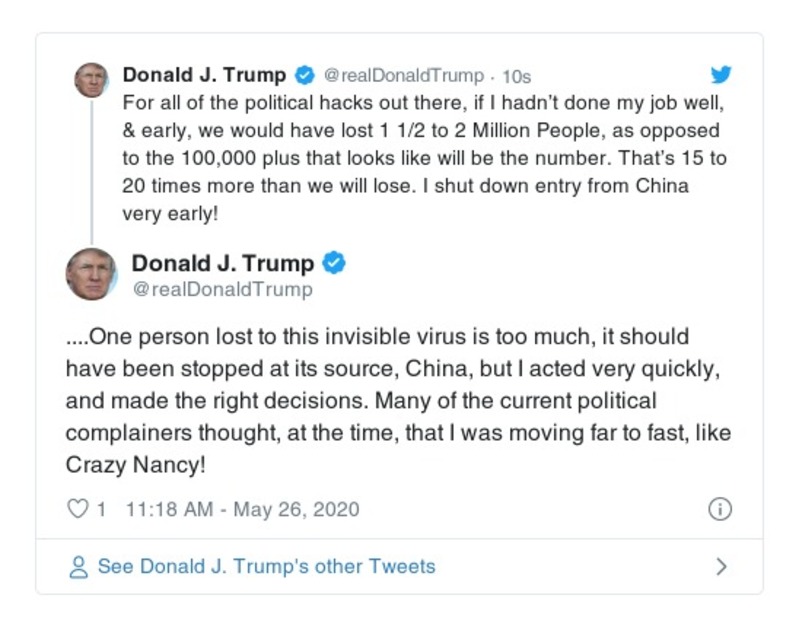 Donald J. Trump @realDonaldTrump · 10s
For all of the political hacks out there, if I hadn’t done my job well,
& early, we would have lost 1 1/2 to 2 Million People, as opposed
to the 100,000 plus that looks like will be the number. That’s 15 to
20 times more than we will lose. I shut down entry from China
very early!
Donald J. Trump
@realDonaldTrump
....One person lost to this invisible virus is too much, it should
have been stopped at its source, China, but I acted very quickly,
and made the right decisions. Many of the current political
complainers thought, at the time, that I was moving far to fast, like
Crazy Nancy!
1 11:18 AM - May 26, 2020
See Donald J. Trump's other Tweets